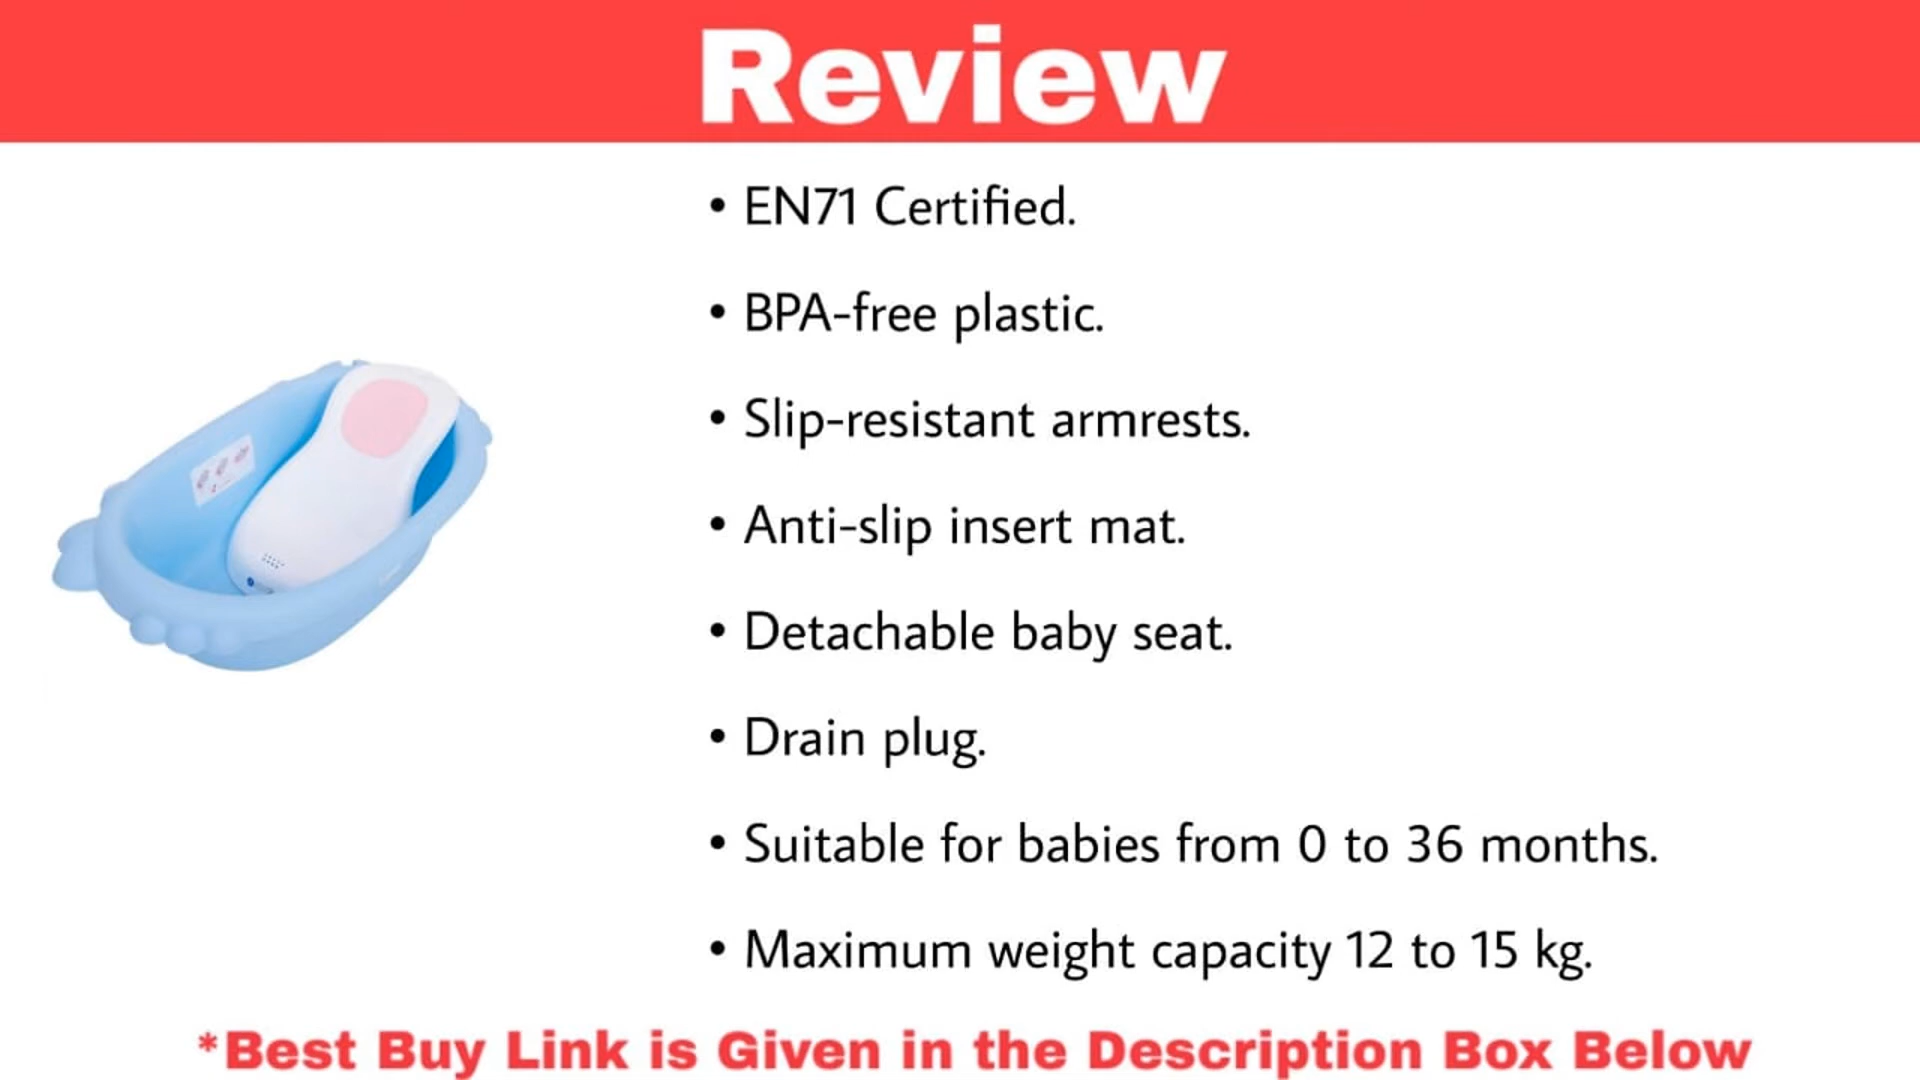 Review
• EN71 Certified.
• BPA-free plastic.
• Slip-resistant armrests.
• Anti-slip insert mat.
• Detachable baby seat.
• Drain plug.
• Suitable for babies from 0 to 36 months.
• Maximum weight capacity 12 to 15 kg.
*Best Buy Link is Given in the Description Box Below